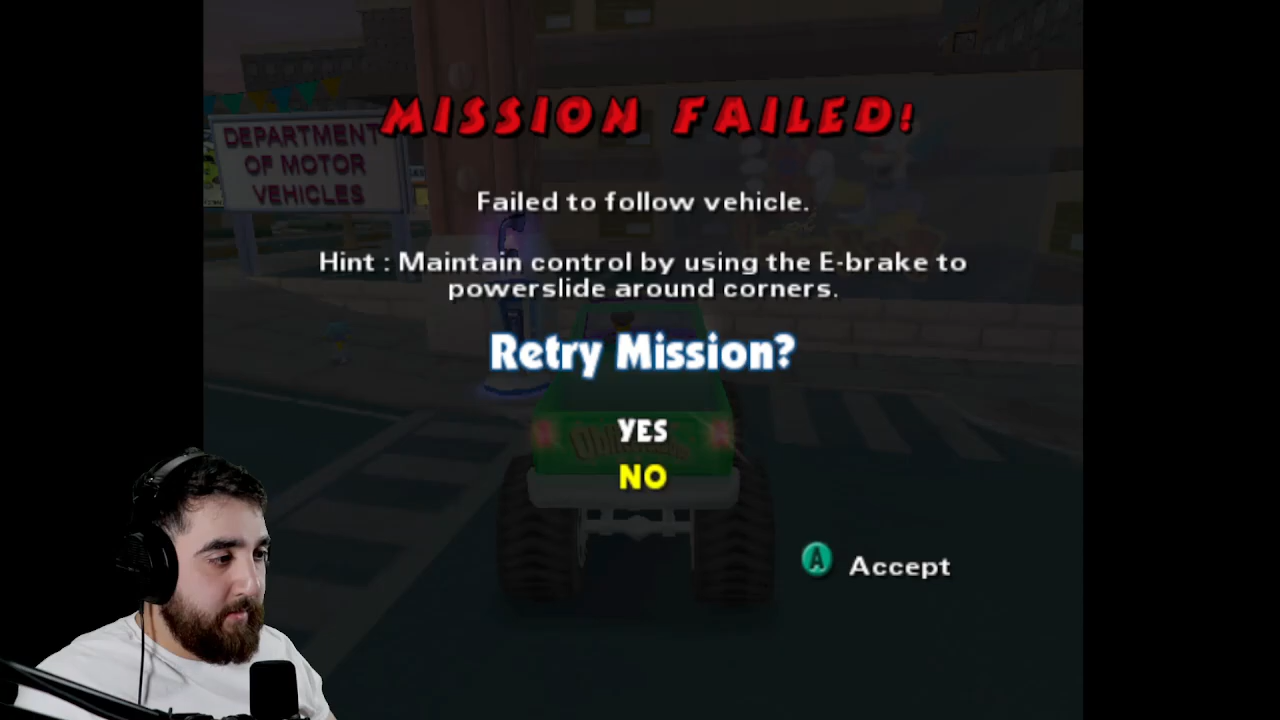 MISSION FAILED!
DEPARTMENT
OF MOTOR
VEHICLES
Failed to follow vehicle.
Hint : Maintain control by using the E-brake to
powerslide around corners.
Retry Mission?
YES
NO
A Accept